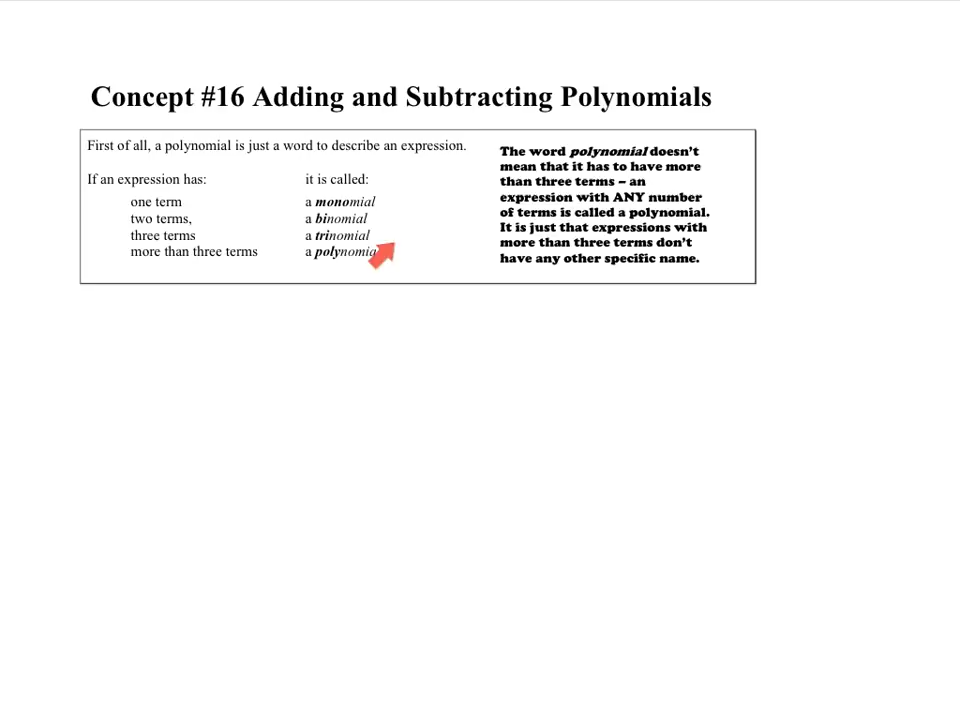 Concept #16 Adding and Subtracting Polynomials
First of all, a polynomial is just a word to describe an expression.
If an expression has: it is called:
one term a monomial
two terms, a binomial
three terms a trinomial
more than three terms a polynomial
The word polynomial doesn't
mean that it has to have more
than three terms – an
expression with ANY number
of terms is called a polynomial.
It is just that expressions with
more than three terms don't
have any other specific name.